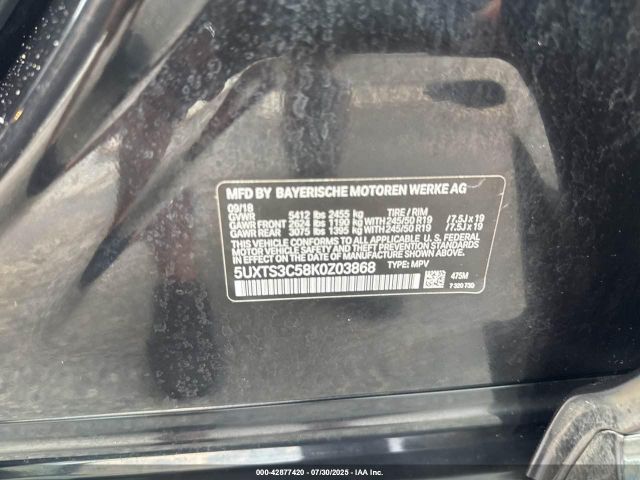 MFD BY BAYERISCHE MOTOREN WERKE AG
09/18
GVWR 5412 lbs 2455 kg TIRE / RIM
GAWR FRONT 2624 lbs 1190 kg WITH 245/50 R19 / 7.5J x 19
GAWR REAR 3075 lbs 1395 kg WITH 245/50 R19 / 7.5J x 19
THIS VEHICLE CONFORMS TO ALL APPLICABLE U.S. FEDERAL
MOTOR VEHICLE SAFETY AND THEFT PREVENTION STANDARDS
IN EFFECT ON THE DATE OF MANUFACTURE SHOWN ABOVE.
5UXTS3C58K0Z03868 TYPE: MPV
475M
7 320 730
000-42877420 | 07/30/2025 | IAA Inc.